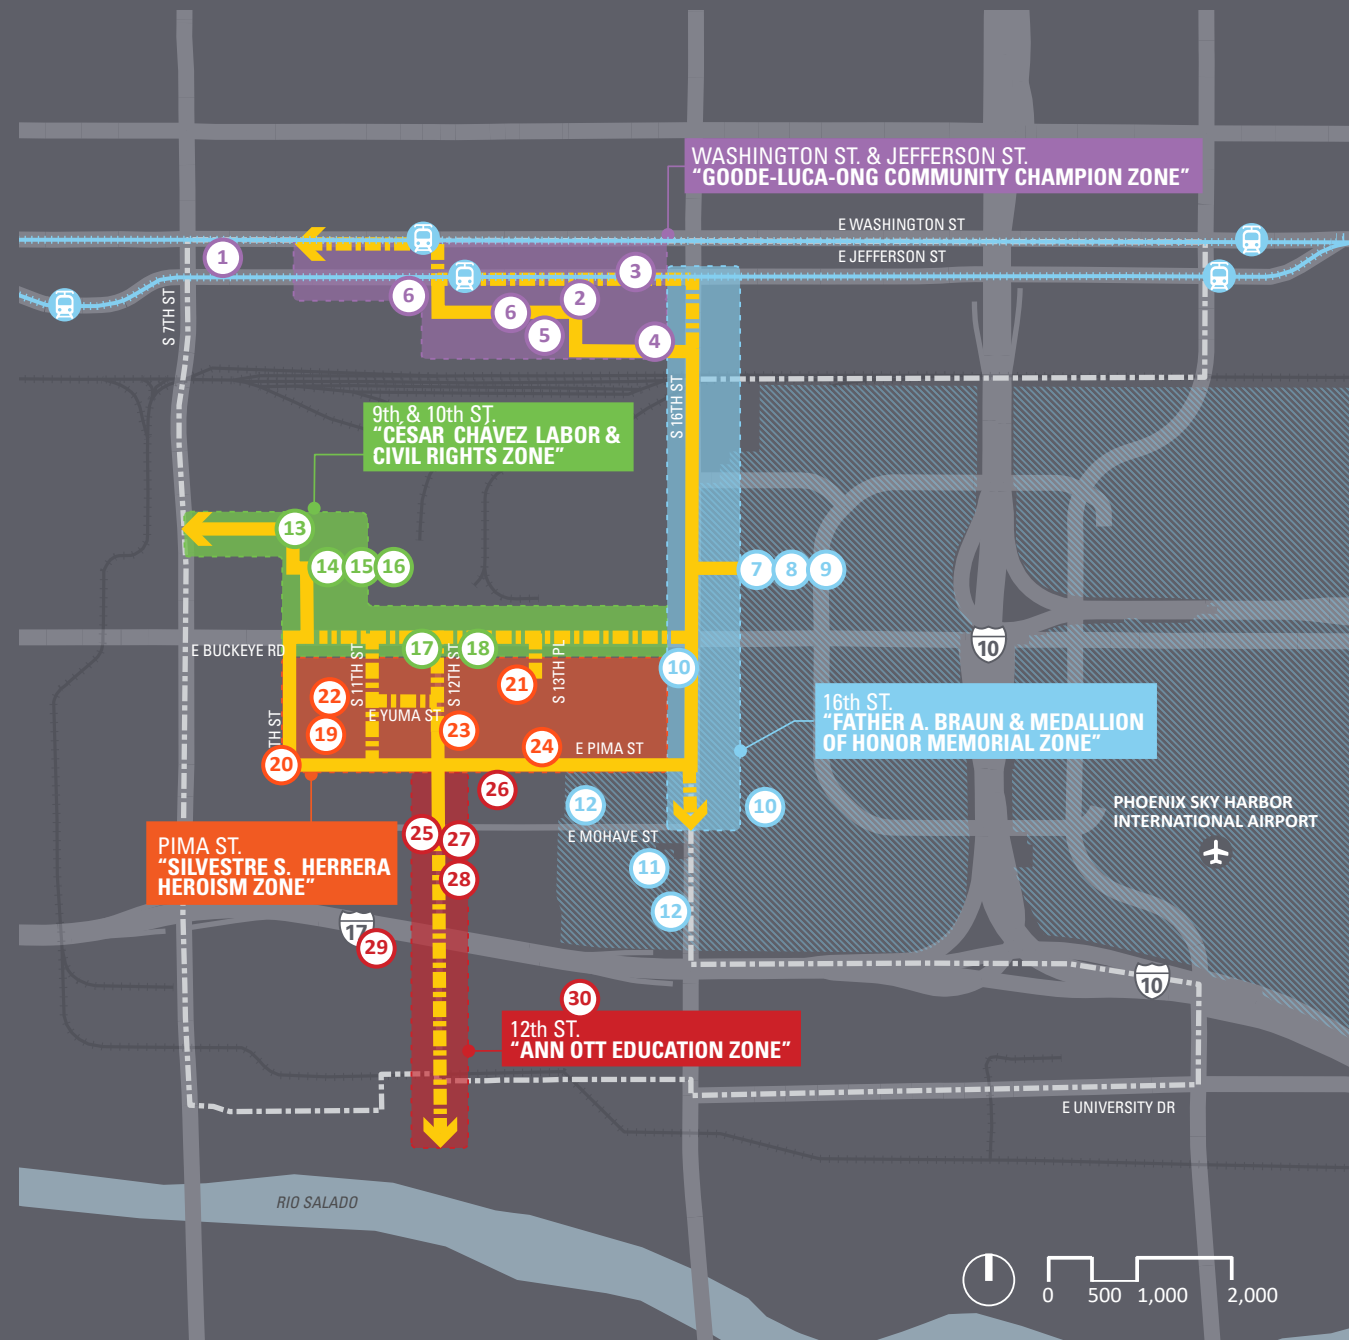 WASHINGTON ST. & JEFFERSON ST.
“GOODE-LUCA-ONG COMMUNITY CHAMPION ZONE”
E WASHINGTON ST
E JEFFERSON ST
1
3
6
2
6
5
4
S 7TH ST
S 16TH ST
9th & 10th ST.
“CÉSAR CHÁVEZ LABOR &
CIVIL RIGHTS ZONE”
13
14
15
16
7
8
9
E BUCKEYE RD
S 11TH ST
17
S 12TH ST
18
S 13TH PL
10
10
22
21
E YUMA ST
TH ST
19
23
24
E PIMA ST
20
16th ST.
“FATHER A. BRAUN & MEDALLION
OF HONOR MEMORIAL ZONE”
26
12
10
PHOENIX SKY HARBOR
INTERNATIONAL AIRPORT
PIMA ST.
“SILVESTRE S. HERRERA
HEROISM ZONE”
25
27
E MOHAVE ST
28
11
12
17
29
10
30
12th ST.
“ANN OTT EDUCATION ZONE”
E UNIVERSITY DR
RIO SALADO
0 500 1,000 2,000